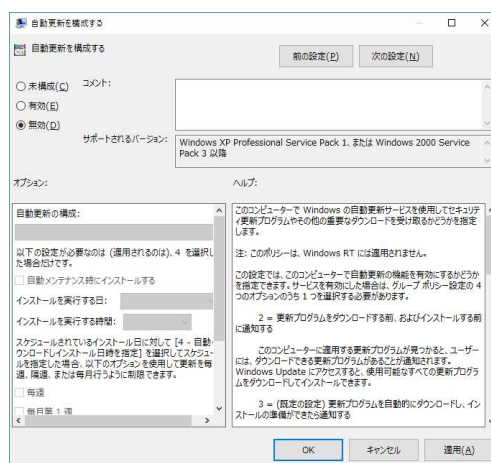 自動更新を構成する
自動更新を構成する
前の設定(P)
次の設定(N)
未構成(C)
有効(E)
無効(D)
コメント:
サポートされるバージョン:
Windows XP Professional Service Pack 1、または Windows 2000 Service
Pack 3 以降
オプション:
ヘルプ:
自動更新の構成:
以下の設定が必要なのは (適用されるのは)、4 を選択し
た場合だけです。
自動メンテナンス時にインストールする
インストールを実行する日:
インストールを実行する時間:
スケジュールされているインストール日に対して [4 - 自動
ウンロードしインストール日時を指定] を選択してスケジュー
ルを指定した場合、以下のオプションを使用して更新を毎
週、隔週、または毎月行うように制限できます。
毎週
毎月第 1 週
このコンピューターで Windows の自動更新サービスを使用してセキュリテ
ィ更新プログラムやその他の重要なダウンロードを受け取るかどうかを指定
します。
注: このポリシーは、Windows RT には適用されません。
この設定では、このコンピューターで自動更新の機能を有効にするかどうか
を指定できます。サービスを有効にした場合は、グループ ポリシー設定の 4
つのオプションのうち 1 つを選択する必要があります。
2 = 更新プログラムをダウンロードする前、およびインストールする前
に通知する
このコンピューターに適用する更新プログラムが見つかると、ユーザー
には、ダウンロードできる更新プログラムがあることが通知されます。
Windows Update にアクセスすると、使用可能なすべての更新プログラ
ムをダウンロードしてインストールできます。
3 = (既定の設定) 更新プログラムを自動的にダウンロードし、イン
ストールの準備ができたら通知する
OK
キャンセル
適用(A)